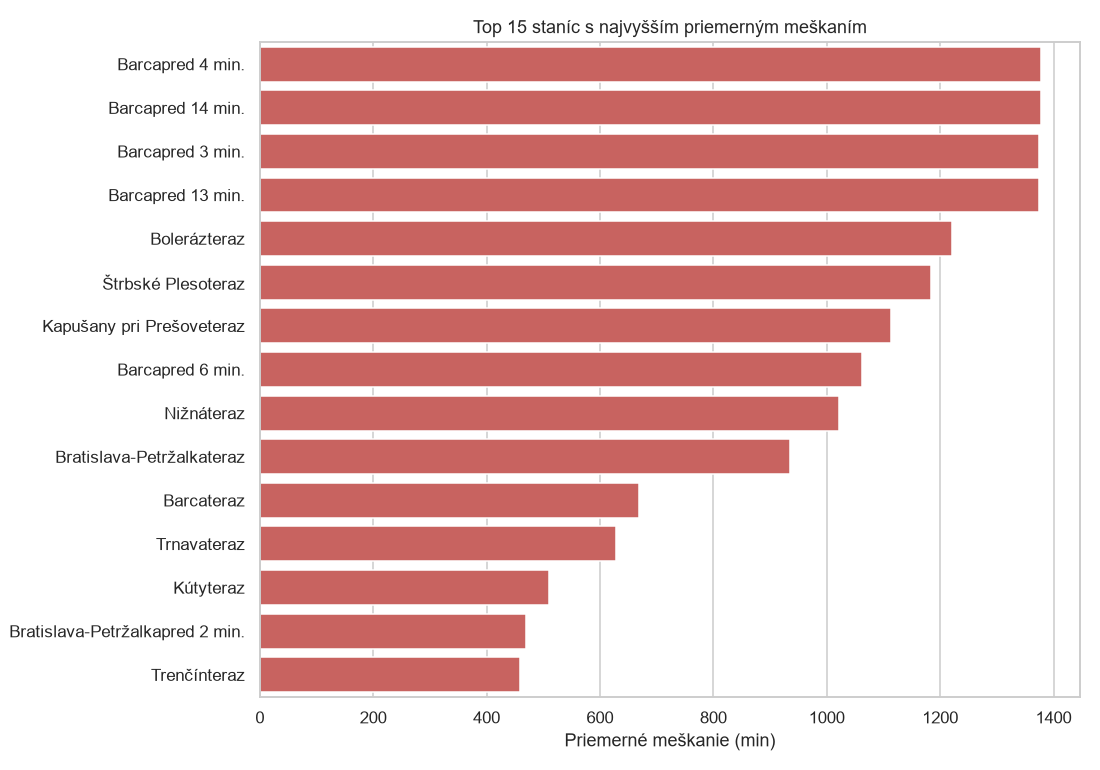 Top 15 staníc s najvyšším priemerným meškaním
Barcapred 4 min.
Barcapred 14 min.
Barcapred 3 min.
Barcapred 13 min.
Bolerázteraz
Štrbské Plesoteraz
Kapušany pri Prešoveteraz
Barcapred 6 min.
Nižnáteraz
Bratislava-Petržalkateraz
Barcateraz
Trnavateraz
Kútyteraz
Bratislava-Petržalkapred 2 min.
Trenčínteraz
0 200 400 600 800 1000 1200 1400
Priemerné meškanie (min)